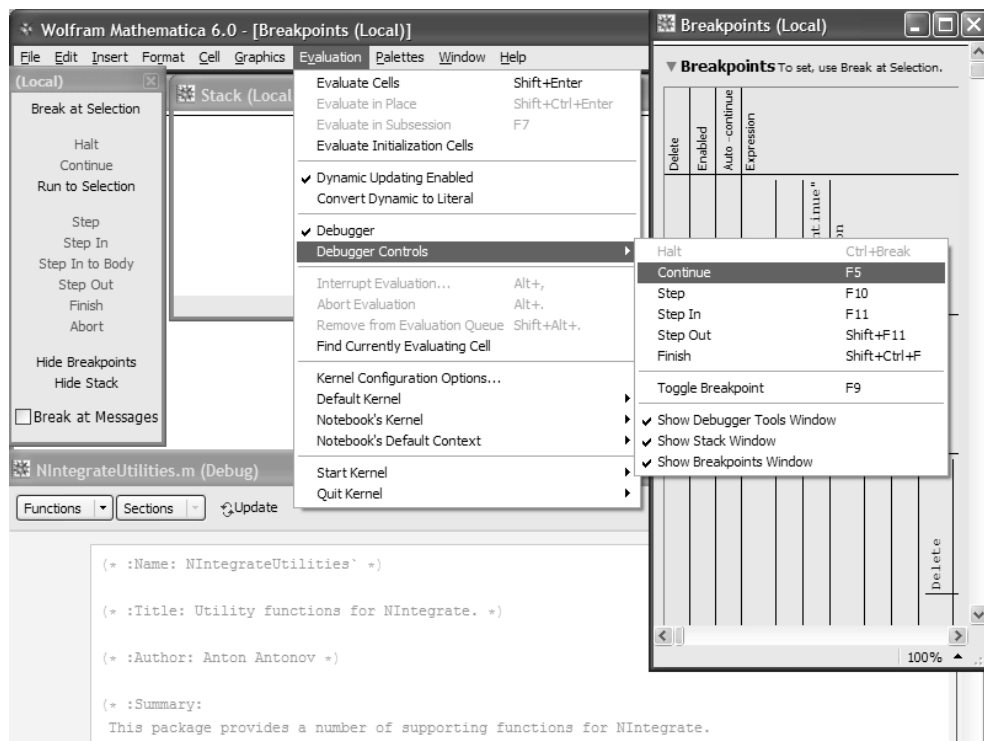 Wolfram Mathematica 6.0 - [Breakpoints (Local)]
File Edit Insert Format Cell Graphics Evaluation Palettes Window Help
(Local)
Break at Selection
Halt
Continue
Run to Selection
Step
Step In
Step In to Body
Step Out
Finish
Abort
Hide Breakpoints
Hide Stack
Break at Messages
Stack (Local
Evaluate Cells Shift+Enter
Evaluate in Place Shift+Ctrl+Enter
Evaluate in Subsession F7
Evaluate Initialization Cells
Dynamic Updating Enabled
Convert Dynamic to Literal
Debugger
Debugger Controls
Interrupt Evaluation... Alt+,
Abort Evaluation Alt+.
Remove from Evaluation Queue Shift+Alt+.
Find Currently Evaluating Cell
Kernel Configuration Options...
Default Kernel
Notebook's Kernel
Notebook's Default Context
Start Kernel
Quit Kernel
Halt Ctrl+Break
Continue F5
Step F10
Step In F11
Step Out Shift+F11
Finish Shift+Ctrl+F
Toggle Breakpoint F9
Show Debugger Tools Window
Show Stack Window
Show Breakpoints Window
Breakpoints (Local)
Breakpoints To set, use Break at Selection.
Delete
Enabled
Auto-continue
Expression
tinue"
on
Delete
100%
NIntegrateUtilities.m (Debug)
Functions Sections Update
(* :Name: NIntegrateUtilities` *)
(* :Title: Utility functions for NIntegrate. *)
(* :Author: Anton Antonov *)
(* :Summary:
This package provides a number of supporting functions for NIntegrate.